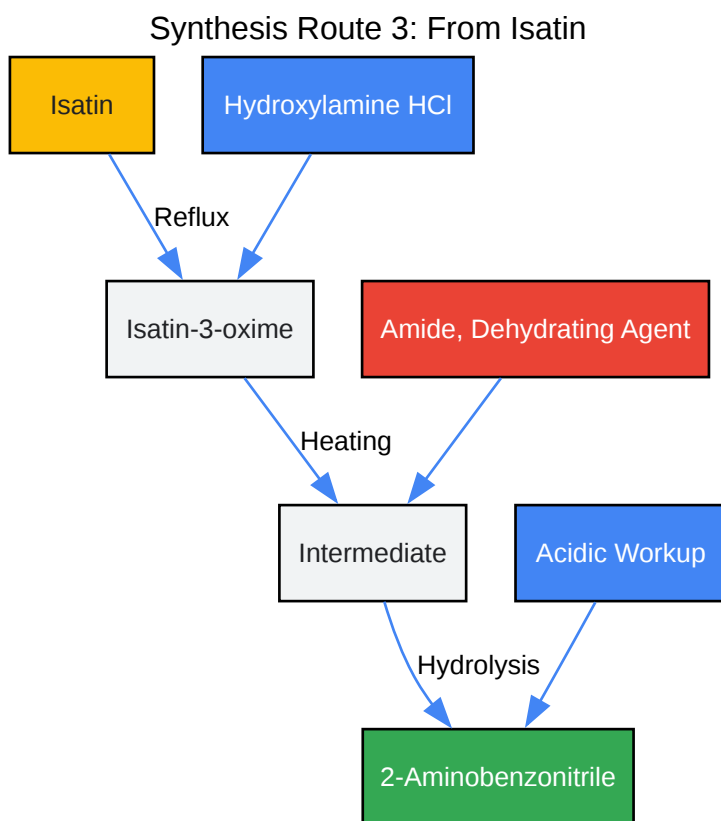 Synthesis Route 3: From Isatin
Isatin
Hydroxylamine HCl
Reflux
Isatin-3-oxime
Amide, Dehydrating Agent
Heating
Intermediate
Acidic Workup
Hydrolysis
2-Aminobenzonitrile